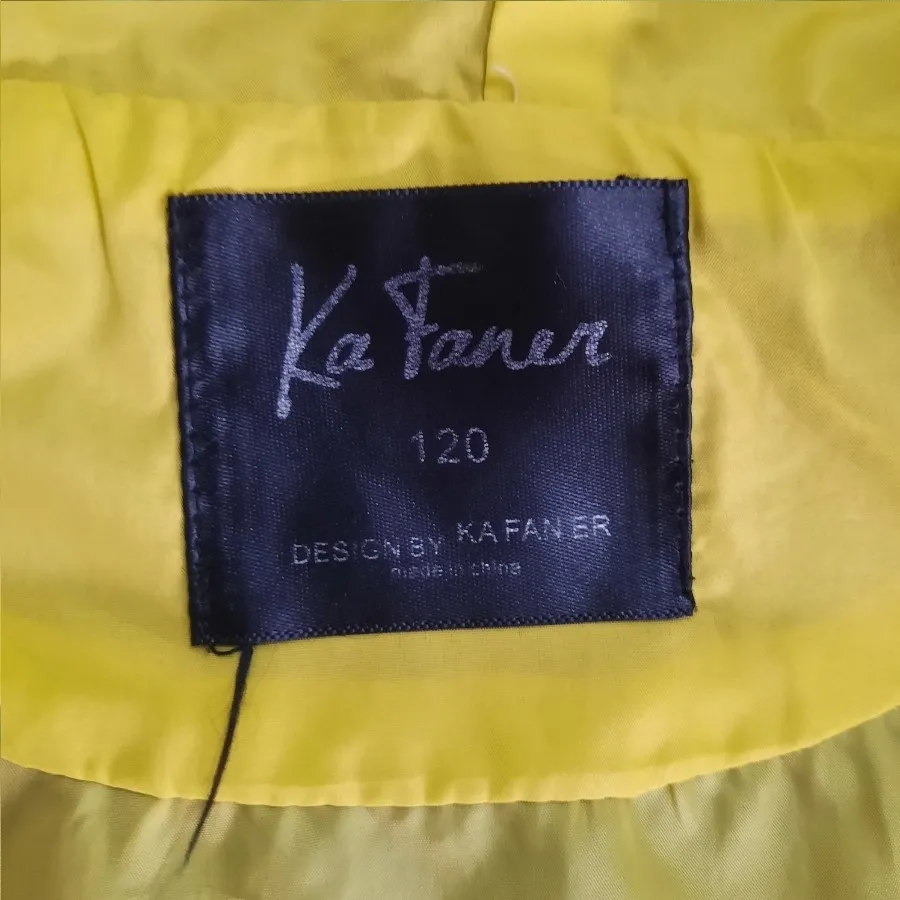 Ka Faner
120
DESIGN BY KA FAN ER
made in china